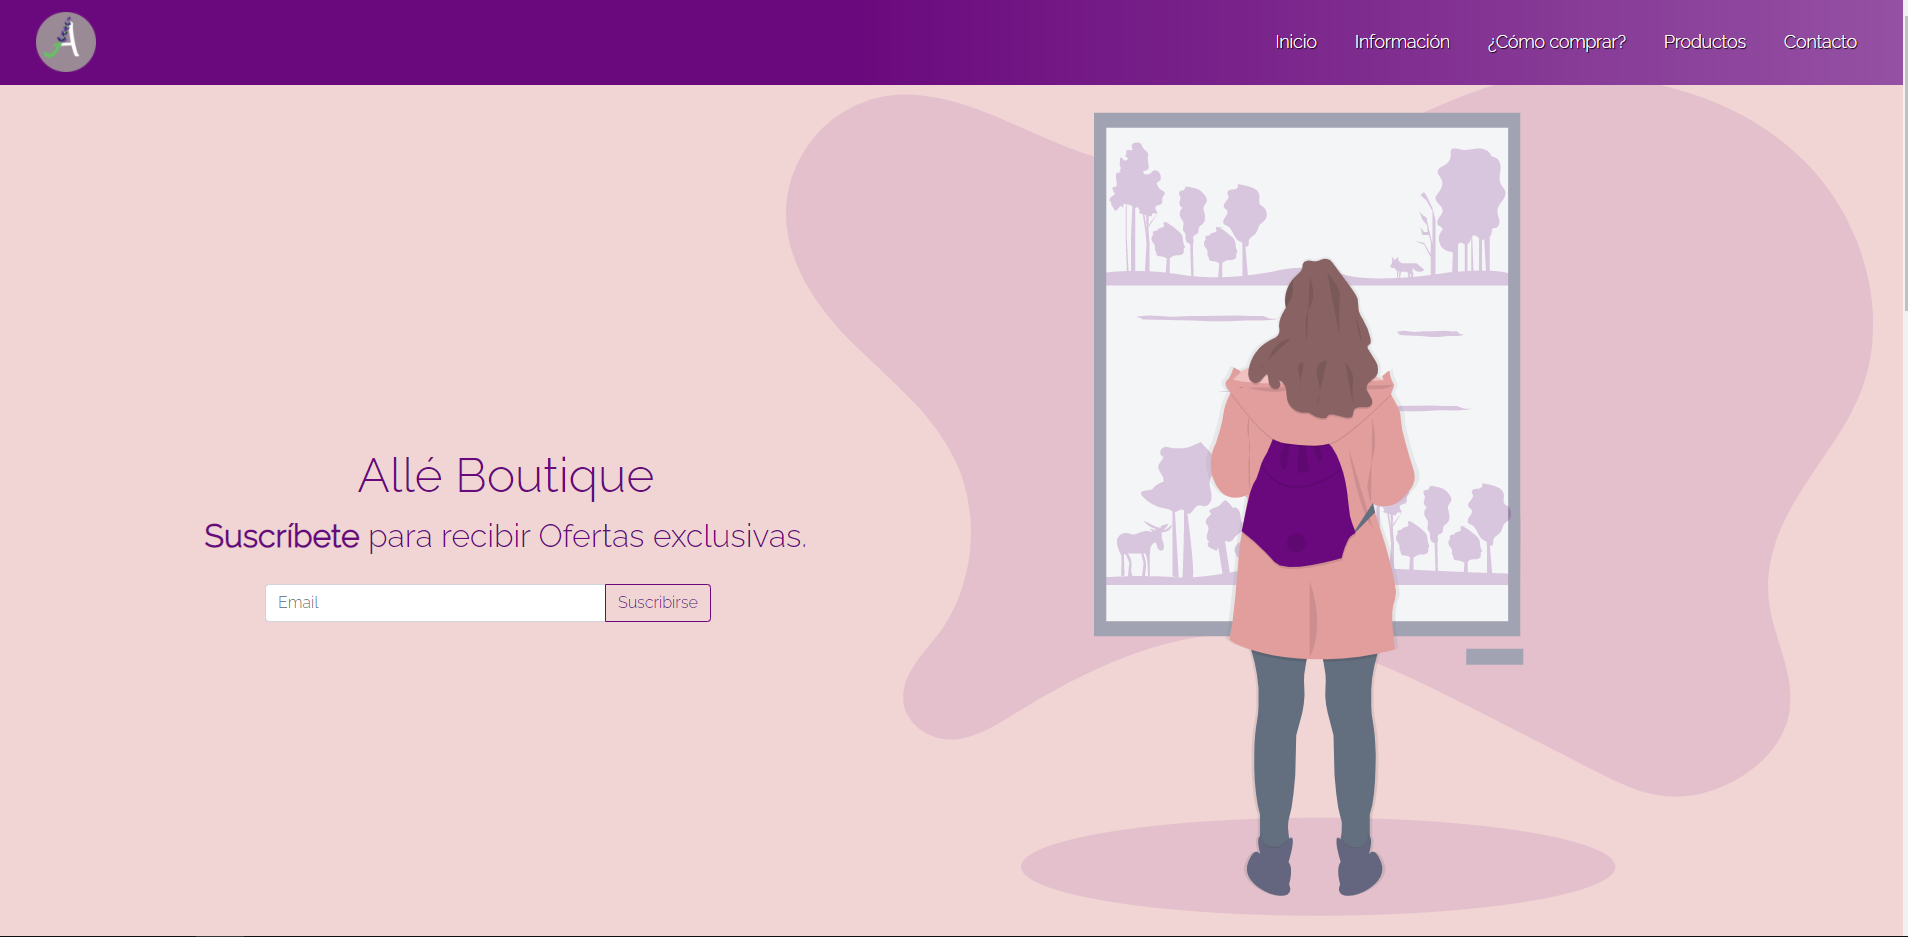 A
Inicio Información ¿Cómo comprar? Productos Contacto
Allé Boutique
Suscríbete para recibir Ofertas exclusivas.
Email Suscribirse